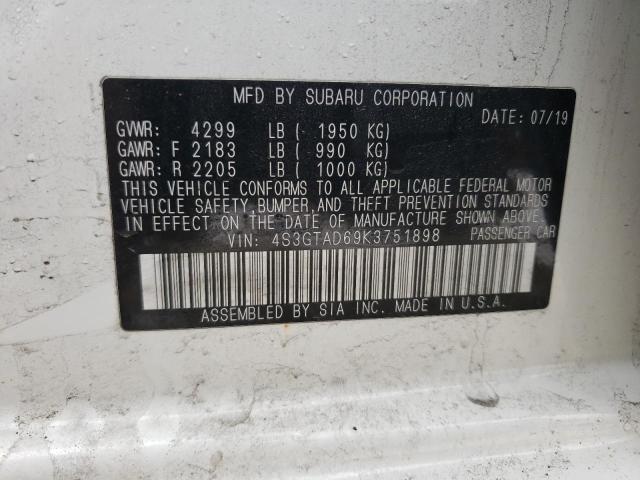 MFD BY SUBARU CORPORATION
DATE: 07/19
GVWR: 4299 LB ( 1950 KG)
GAWR: F 2183 LB ( 990 KG)
GAWR: R 2205 LB ( 1000 KG)
THIS VEHICLE CONFORMS TO ALL APPLICABLE FEDERAL MOTOR
VEHICLE SAFETY, BUMPER, AND THEFT PREVENTION STANDARDS
IN EFFECT ON THE DATE OF MANUFACTURE SHOWN ABOVE.
VIN: 4S3GTAD69K3751898 PASSENGER CAR
ASSEMBLED BY SIA INC. MADE IN U.S.A.